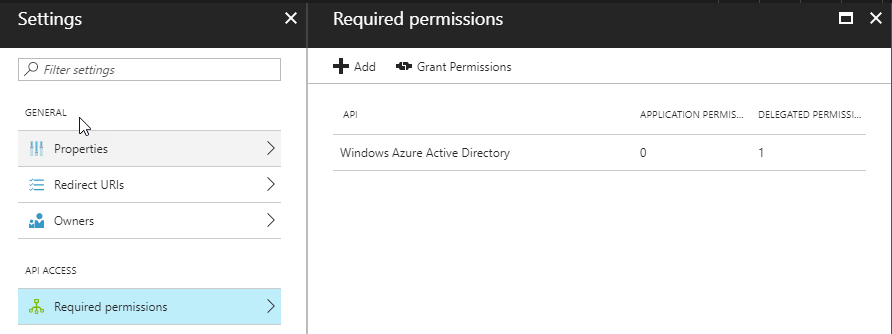 Settings
Filter settings
GENERAL
Properties
Redirect URIs
Owners
API ACCESS
Required permissions
Required permissions
Add Grant Permissions
API APPLICATION PERMIS... DELEGATED PERMISSI...
Windows Azure Active Directory 0 1